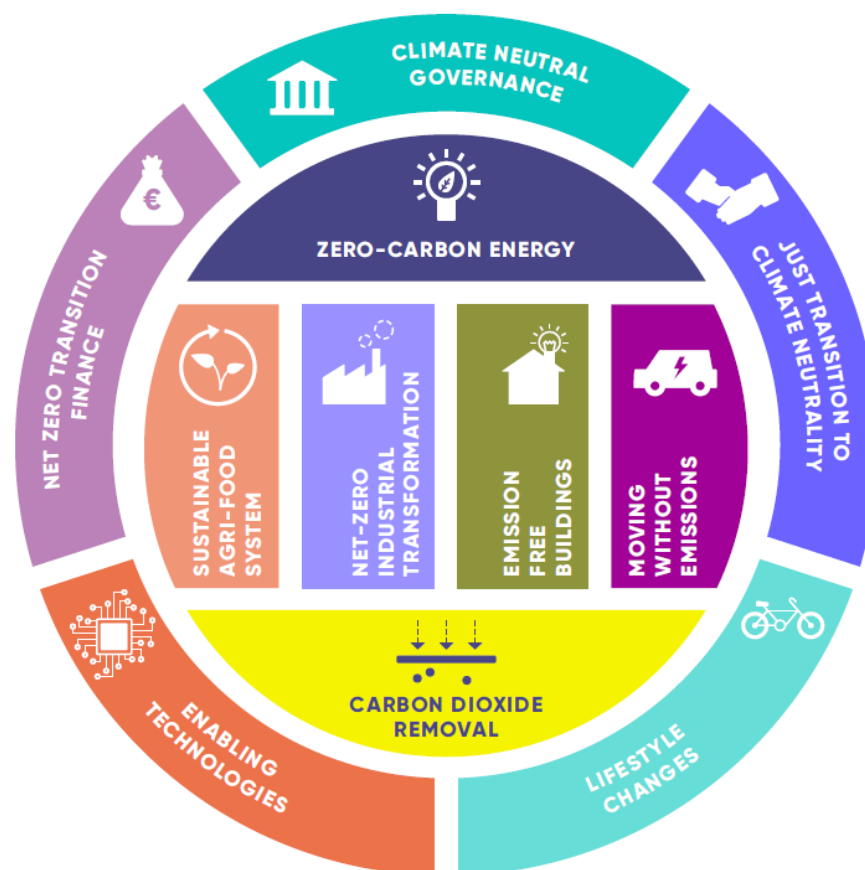 CLIMATE NEUTRAL
GOVERNANCE
JUST TRANSITION TO
CLIMATE NEUTRALITY
LIFESTYLE
CHANGES
ENABLING
TECHNOLOGIES
NET ZERO TRANSITION
FINANCE
€
ZERO-CARBON ENERGY
SUSTAINABLE
AGRI-FOOD
SYSTEM
NET-ZERO
INDUSTRIAL
TRANSFORMATION
EMISSION
FREE
BUILDINGS
MOVING
WITHOUT
EMISSIONS
CARBON DIOXIDE
REMOVAL